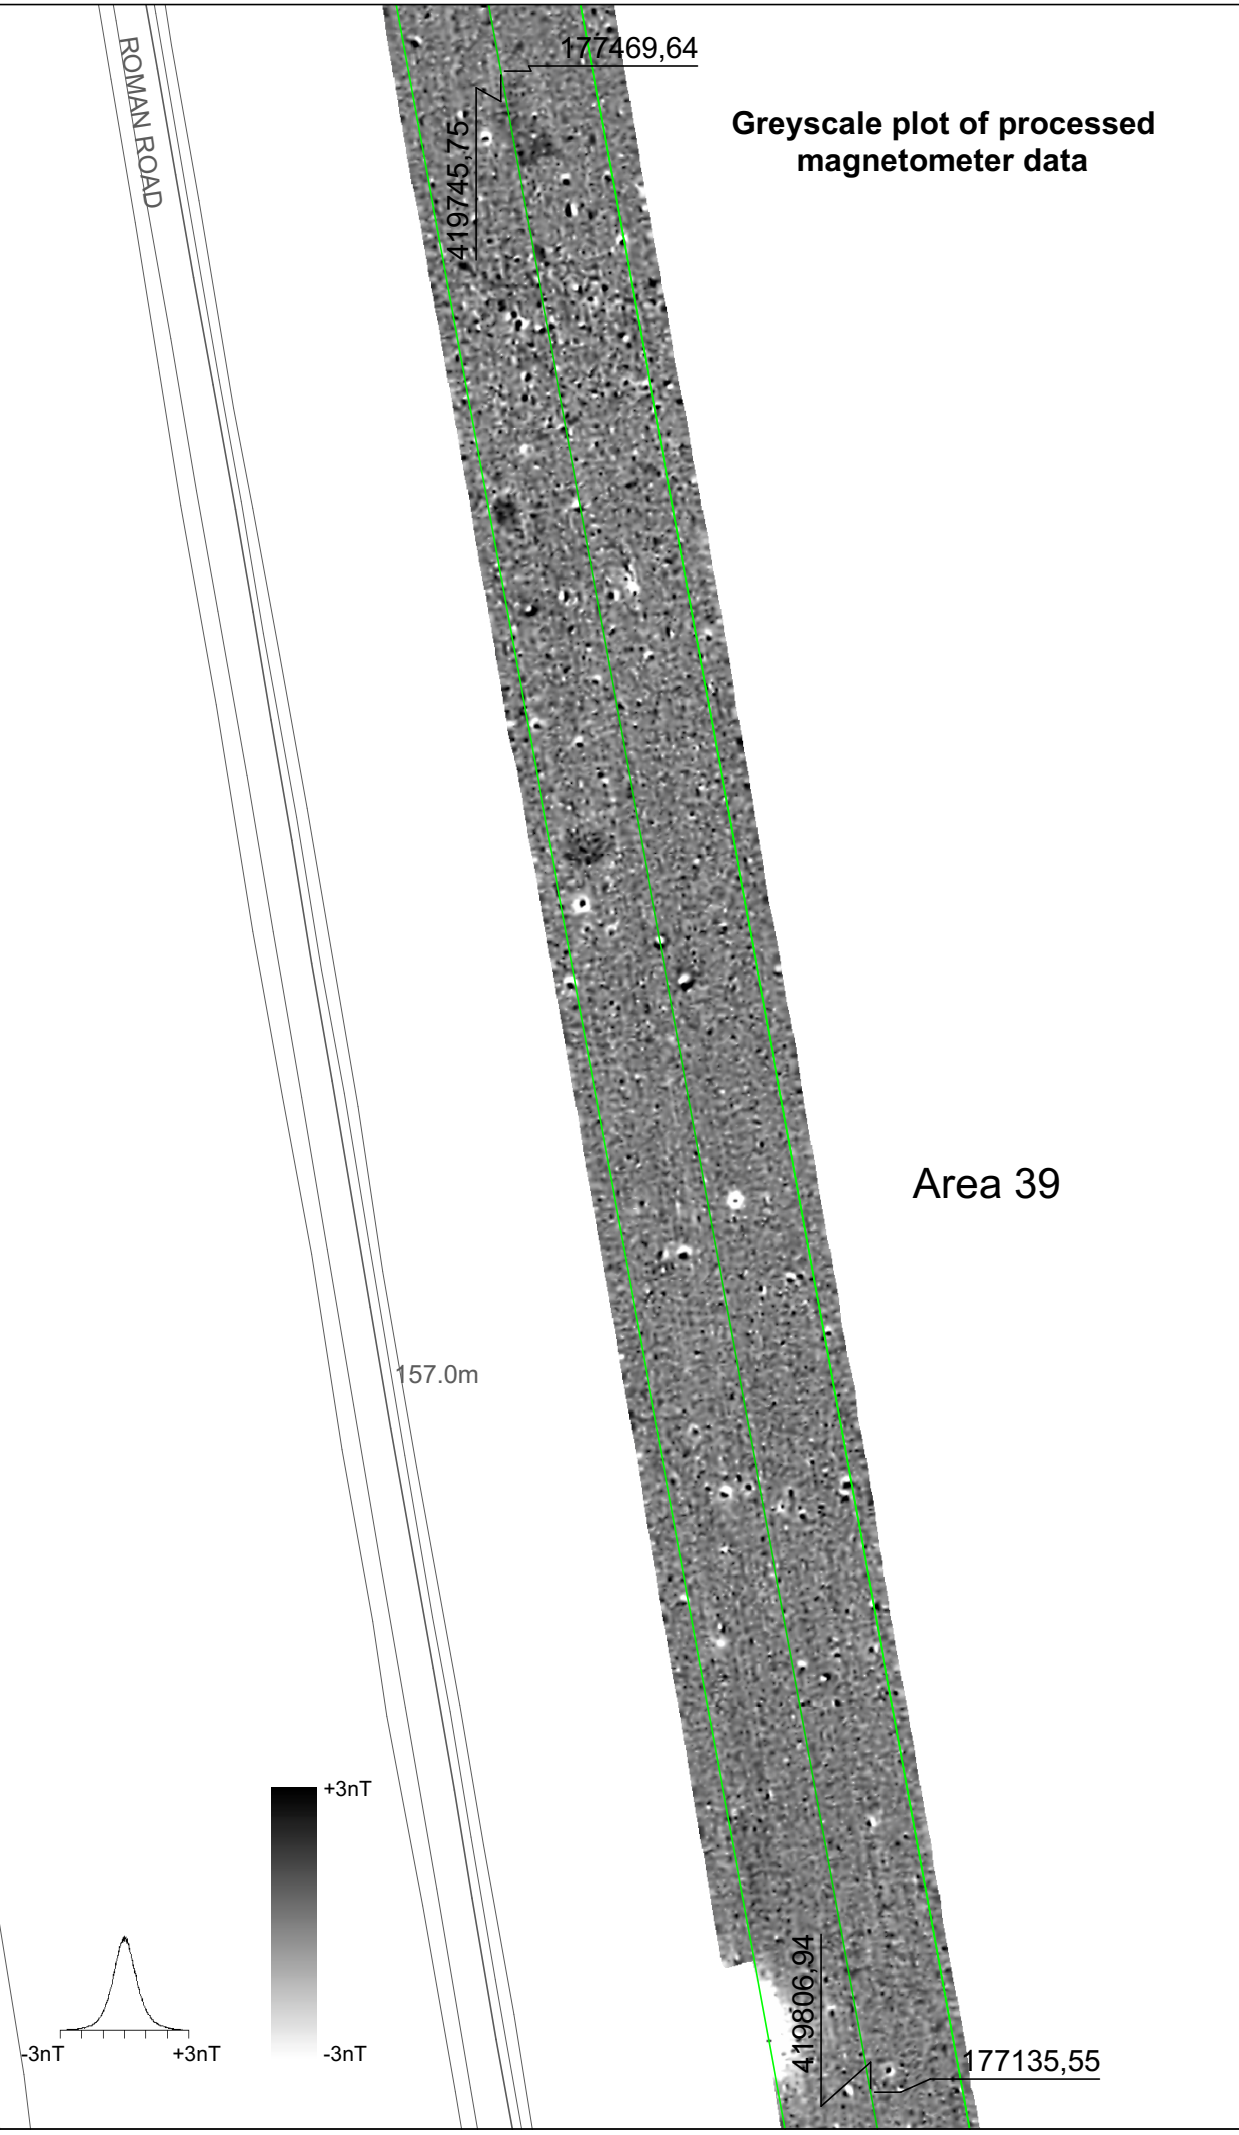 177469,64
ROMAN ROAD
419745,75
Greyscale plot of processed
magnetometer data
Area 39
157.0m
+3nT
-3nT
-3nT
+3nT
419806,94
177135,55